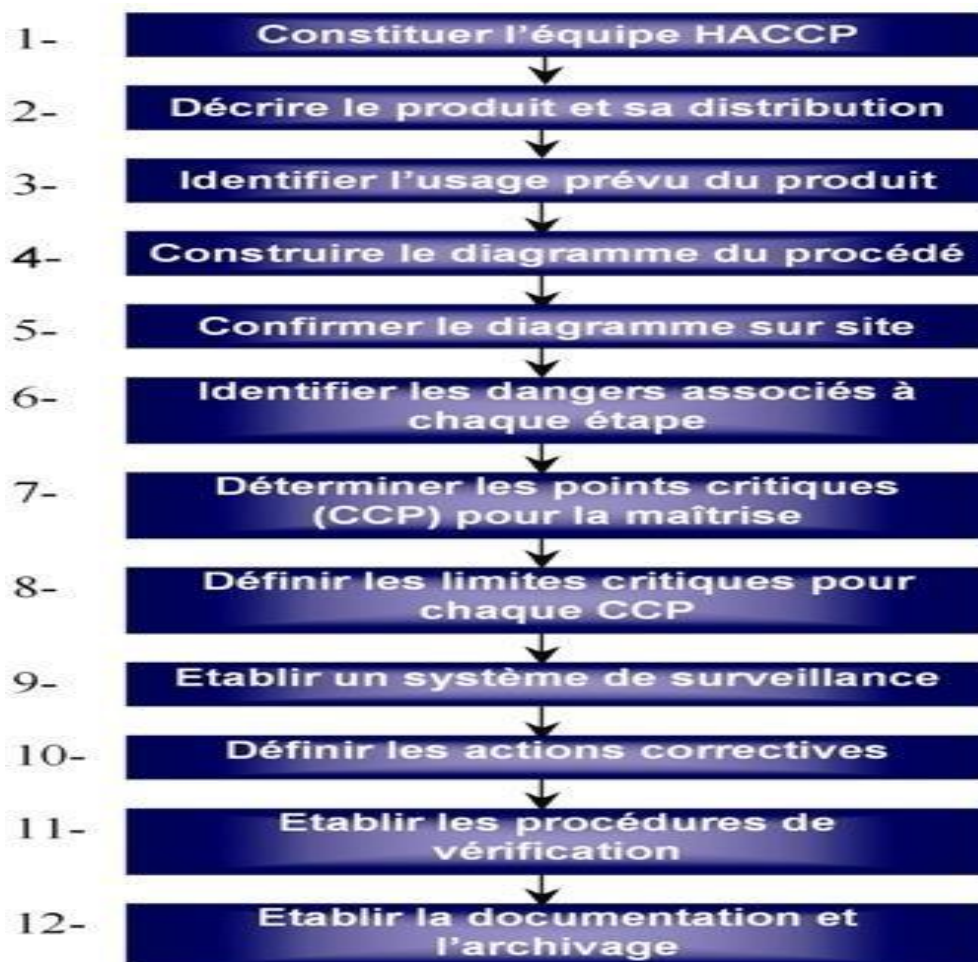 1- Constituer l'équipe HACCP
2- Décrire le produit et sa distribution
3- Identifier l'usage prévu du produit
4- Construire le diagramme du procédé
5- Confirmer le diagramme sur site
6- Identifier les dangers associés à
chaque étape
7- Déterminer les points critiques
(CCP) pour la maîtrise
8- Définir les limites critiques pour
chaque CCP
9- Etablir un système de surveillance
10- Définir les actions correctives
11- Etablir les procédures de
vérification
12- Etablir la documentation et
l'archivage